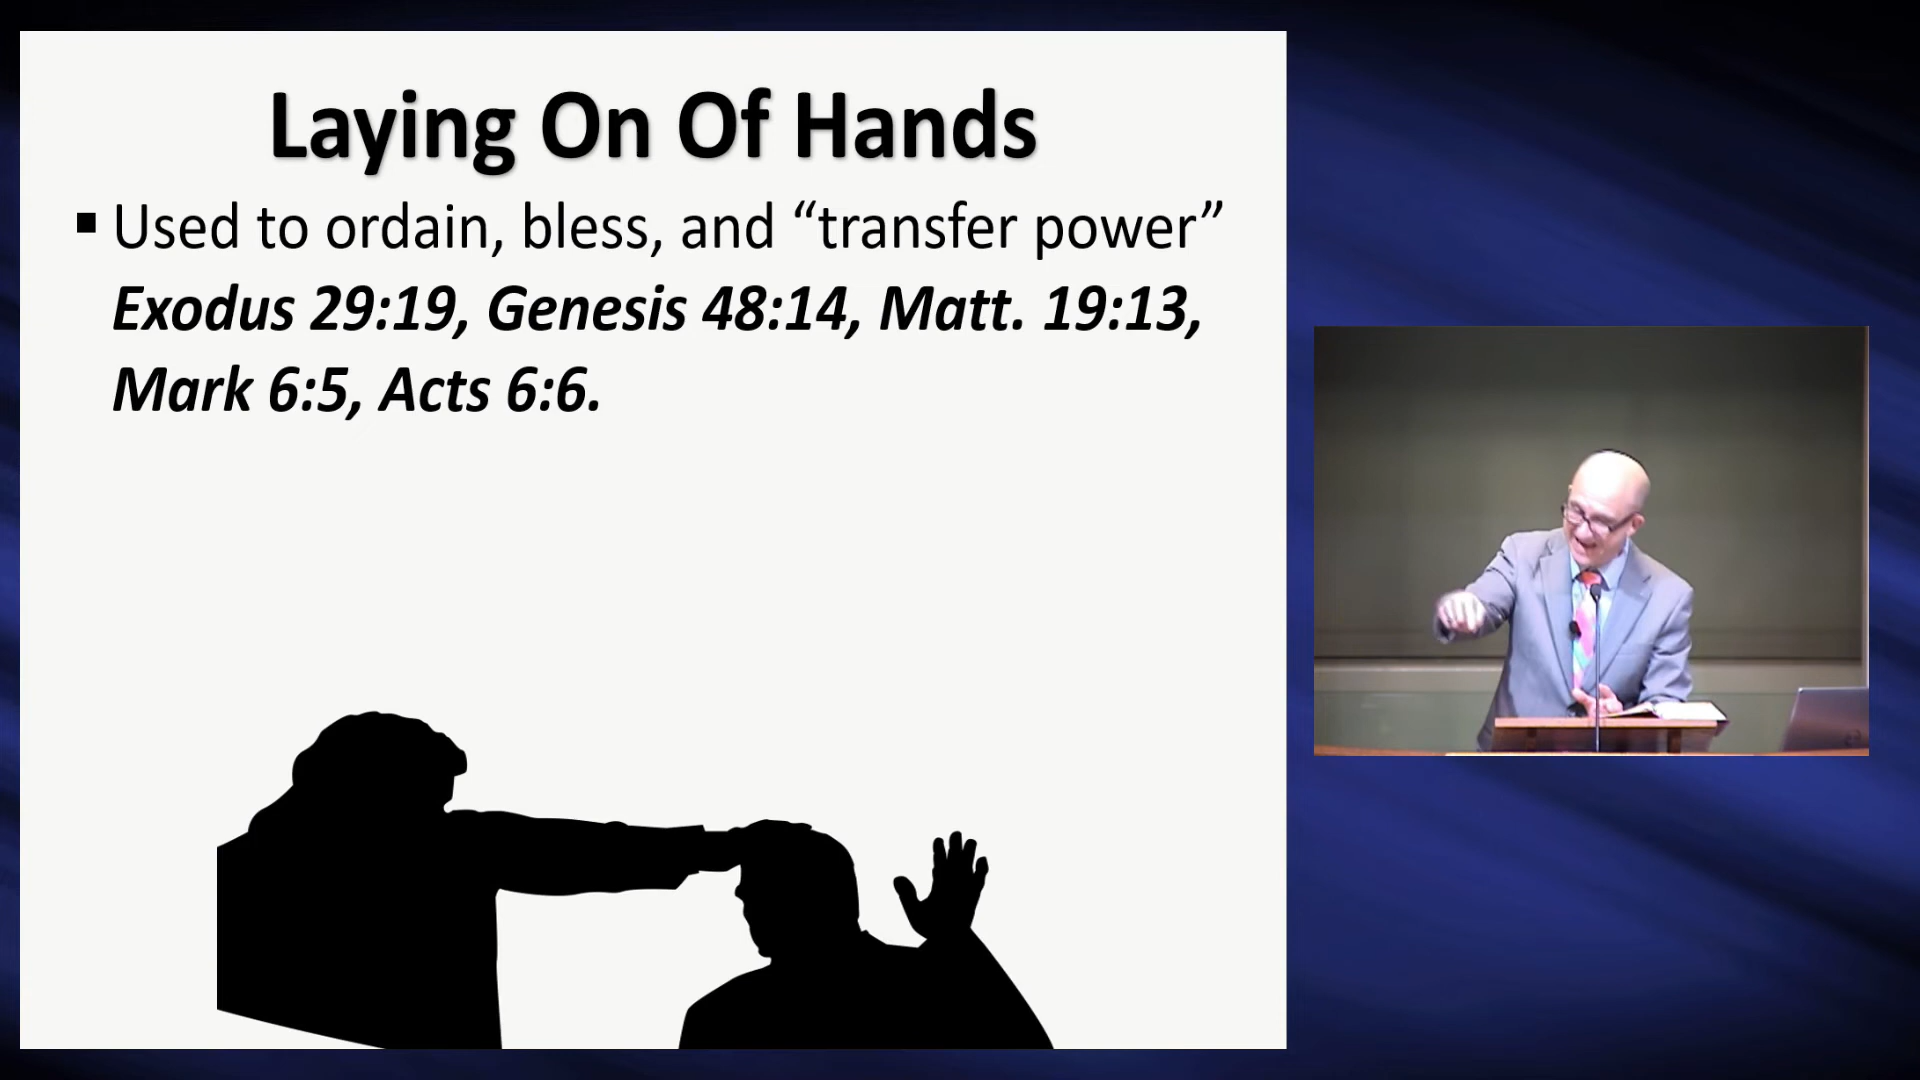 Laying On Of Hands
▪ Used to ordain, bless, and “transfer power”
Exodus 29:19, Genesis 48:14, Matt. 19:13,
Mark 6:5, Acts 6:6.